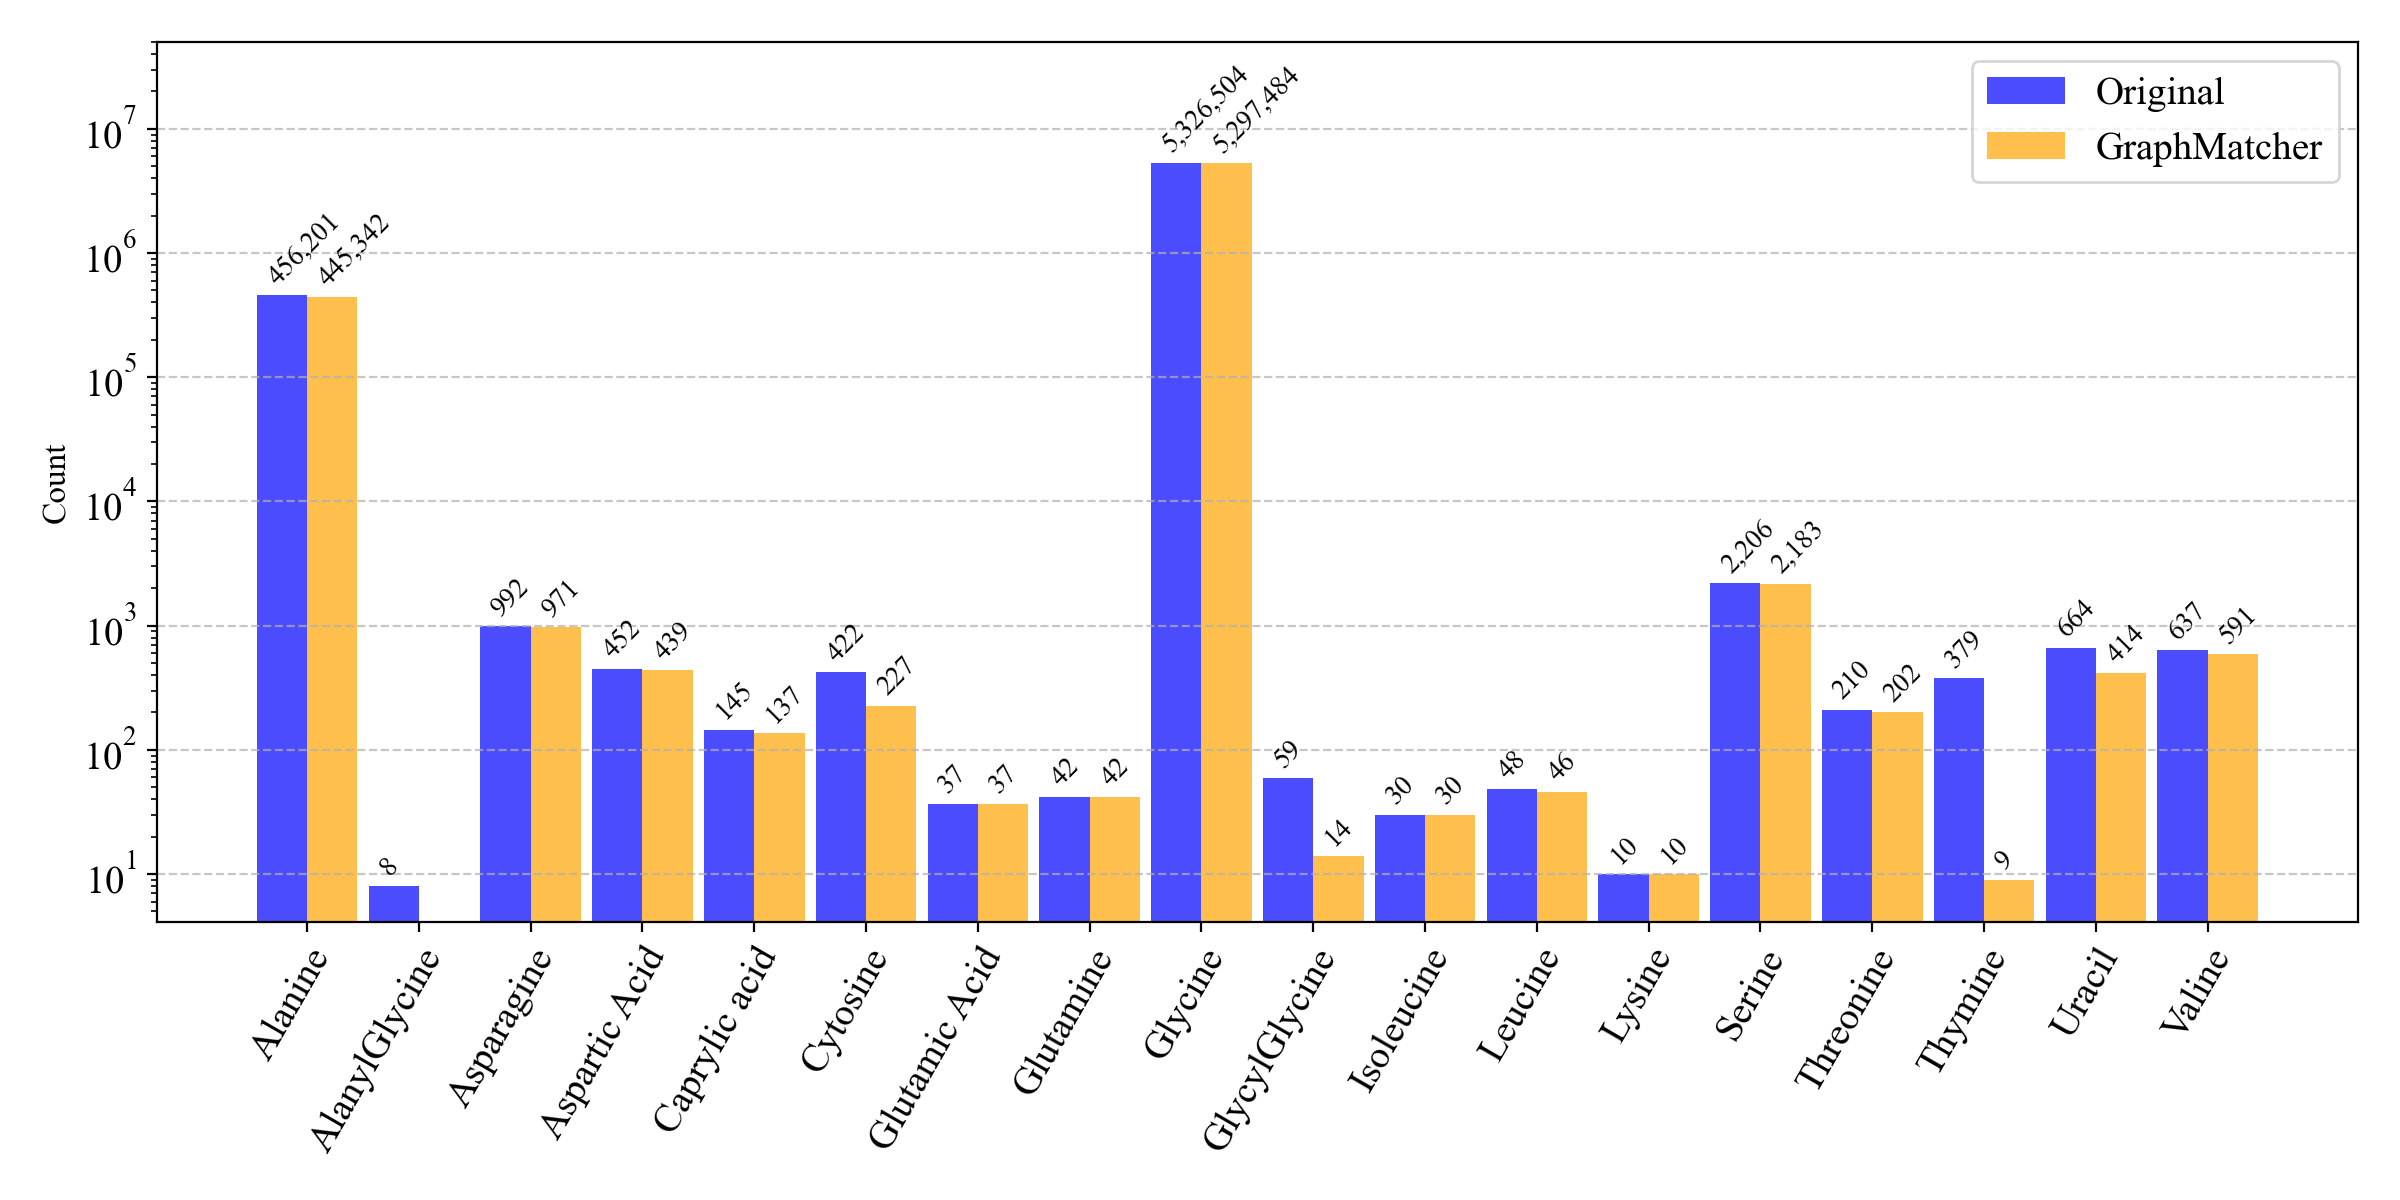 Original
GraphMatcher
Count
10^7
10^6
10^5
10^4
10^3
10^2
10^1
456,201
445,342
8
992
971
452
439
145
137
422
227
37
37
42
42
5,326,504
5,297,484
59
14
30
30
48
46
10
10
2,206
2,183
210
202
379
9
664
414
637
591
Alanine
AlanylGlycine
Asparagine
Aspartic Acid
Caprylic acid
Cytosine
Glutamic Acid
Glutamine
Glycine
GlycylGlycine
Isoleucine
Leucine
Lysine
Serine
Threonine
Thymine
Uracil
Valine